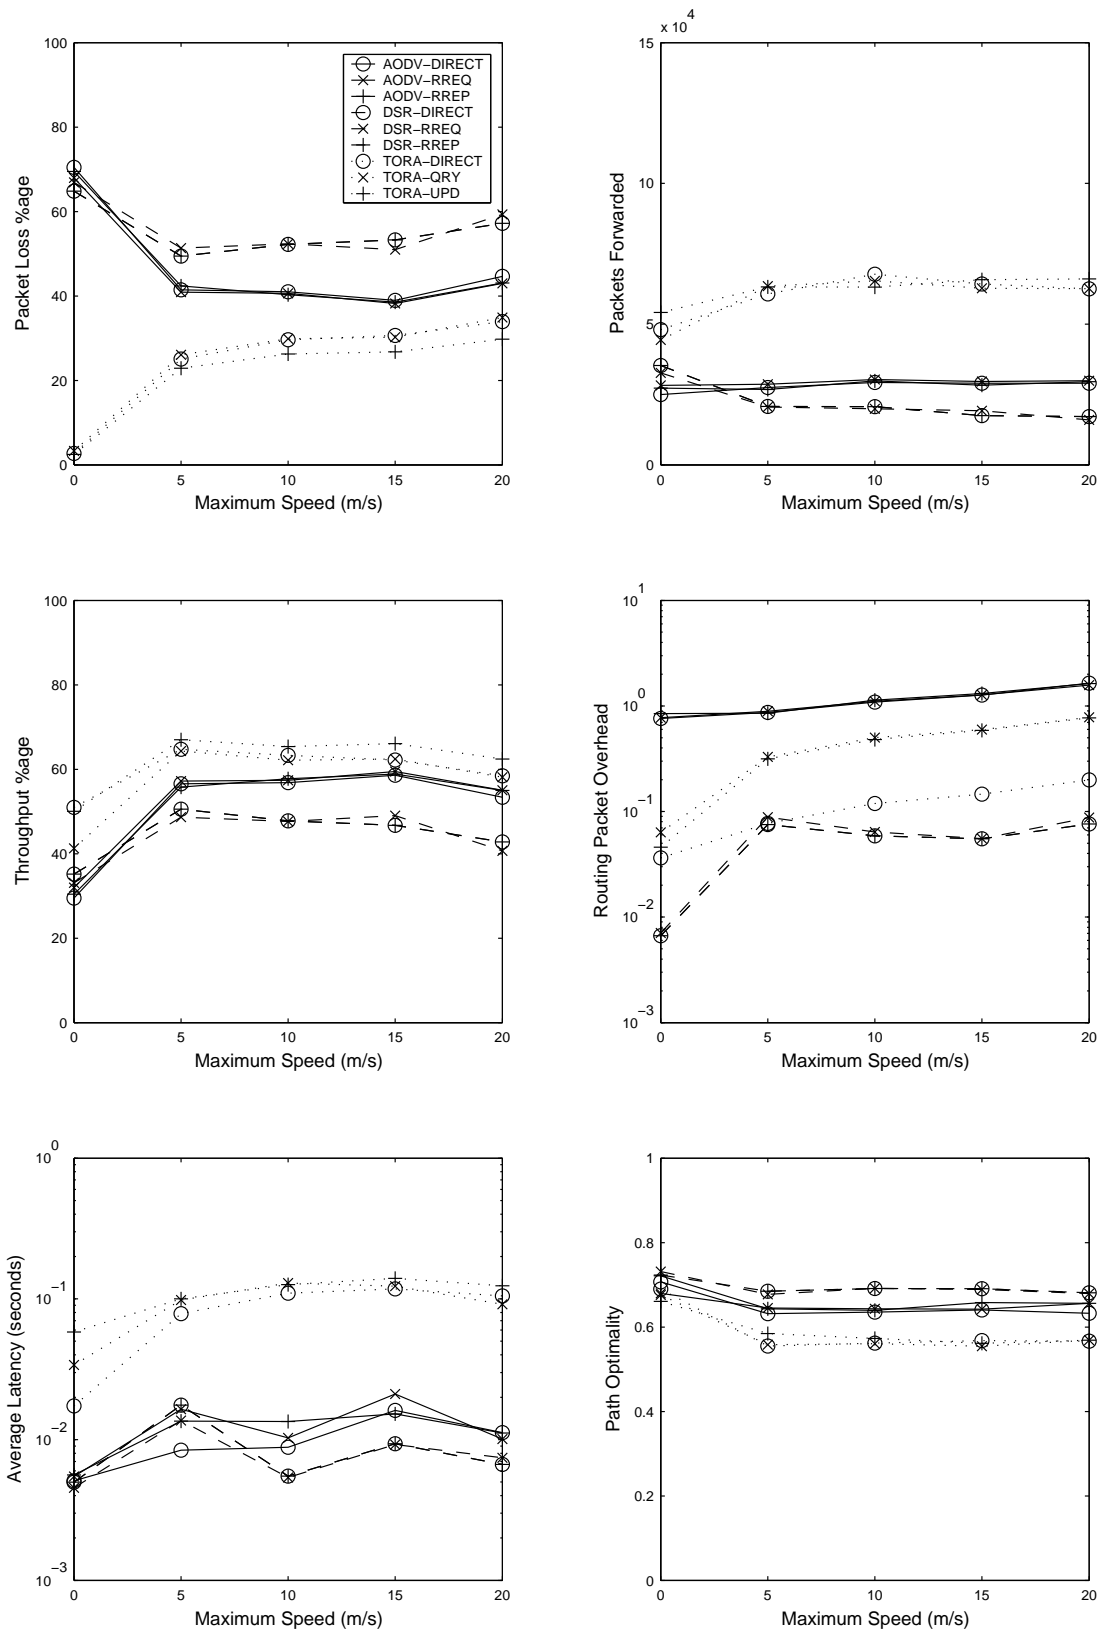 x 10^4
100
80
60
40
20
0
Packet Loss %age
AODV−DIRECT
AODV−RREQ
AODV−RREP
DSR−DIRECT
DSR−RREQ
DSR−RREP
TORA−DIRECT
TORA−QRY
TORA−UPD
0 5 10 15 20
Maximum Speed (m/s)
15
10
5
0
Packets Forwarded
0 5 10 15 20
Maximum Speed (m/s)
100
80
60
40
20
0
Throughput %age
0 5 10 15 20
Maximum Speed (m/s)
10^1
10^0
10^−1
10^−2
10^−3
Routing Packet Overhead
0 5 10 15 20
Maximum Speed (m/s)
10^0
10^−1
10^−2
10^−3
Average Latency (seconds)
0 5 10 15 20
Maximum Speed (m/s)
1
0.8
0.6
0.4
0.2
0
Path Optimality
0 5 10 15 20
Maximum Speed (m/s)